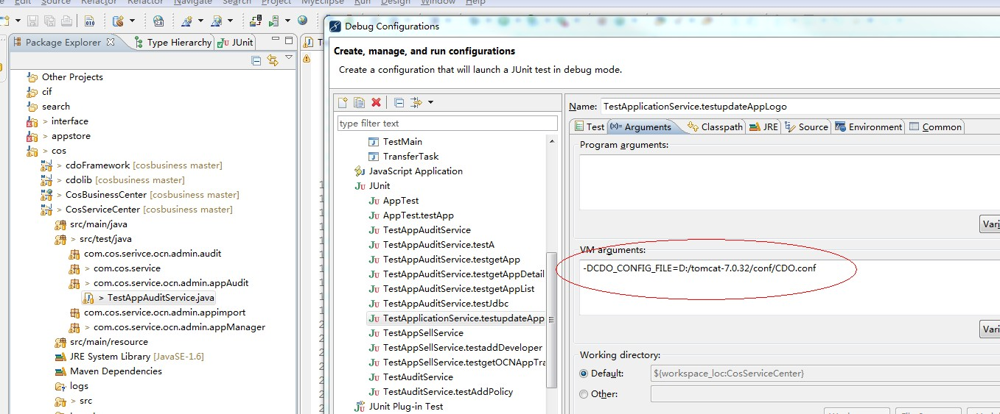 Edit Source Refactor Refactor Navigate Search Project MyEclipse Run Design Window Help
Package Explorer Type Hierarchy JUnit
Other Projects
cif
search
> interface
> appstore
> cos
> cdoFramework [cosbusiness master]
> cdolib [cosbusiness master]
> CosBusinessCenter [cosbusiness master]
> CosServiceCenter [cosbusiness master]
src/main/java
> src/test/java
com.cos.serivce.ocn.admin.audit
> com.cos.service
> com.cos.service.ocn.admin.appAudit
> TestAppAuditService.java
com.cos.service.ocn.admin.appimport
> com.cos.service.ocn.admin.appManager
src/main/resource
JRE System Library [JavaSE-1.6]
Maven Dependencies
logs
> src
Debug Configurations
Create, manage, and run configurations
Create a configuration that will launch a JUnit test in debug mode.
type filter text
TestMain
TransferTask
JavaScript Application
JUnit
AppTest
AppTest.testApp
TestAppAuditService
TestAppAuditService.testA
TestAppAuditService.testgetApp
TestAppAuditService.testgetAppDetail
TestAppAuditService.testgetAppList
TestAppAuditService.testJdbc
TestApplicationService.testupdateApp
TestAppSellService
TestAppSellService.testaddDeveloper
TestAppSellService.testgetOCNAppTra
TestAuditService
TestAuditService.testAddPolicy
JUnit Plug-in Test
Name: TestApplicationService.testupdateAppLogo
Test (x)= Arguments Classpath JRE Source Environment Common
Program arguments:
Vari
VM arguments:
-DCDO_CONFIG_FILE=D:/tomcat-7.0.32/conf/CDO.conf
Vari
Working directory:
Default: ${workspace_loc:CosServiceCenter}
Other: